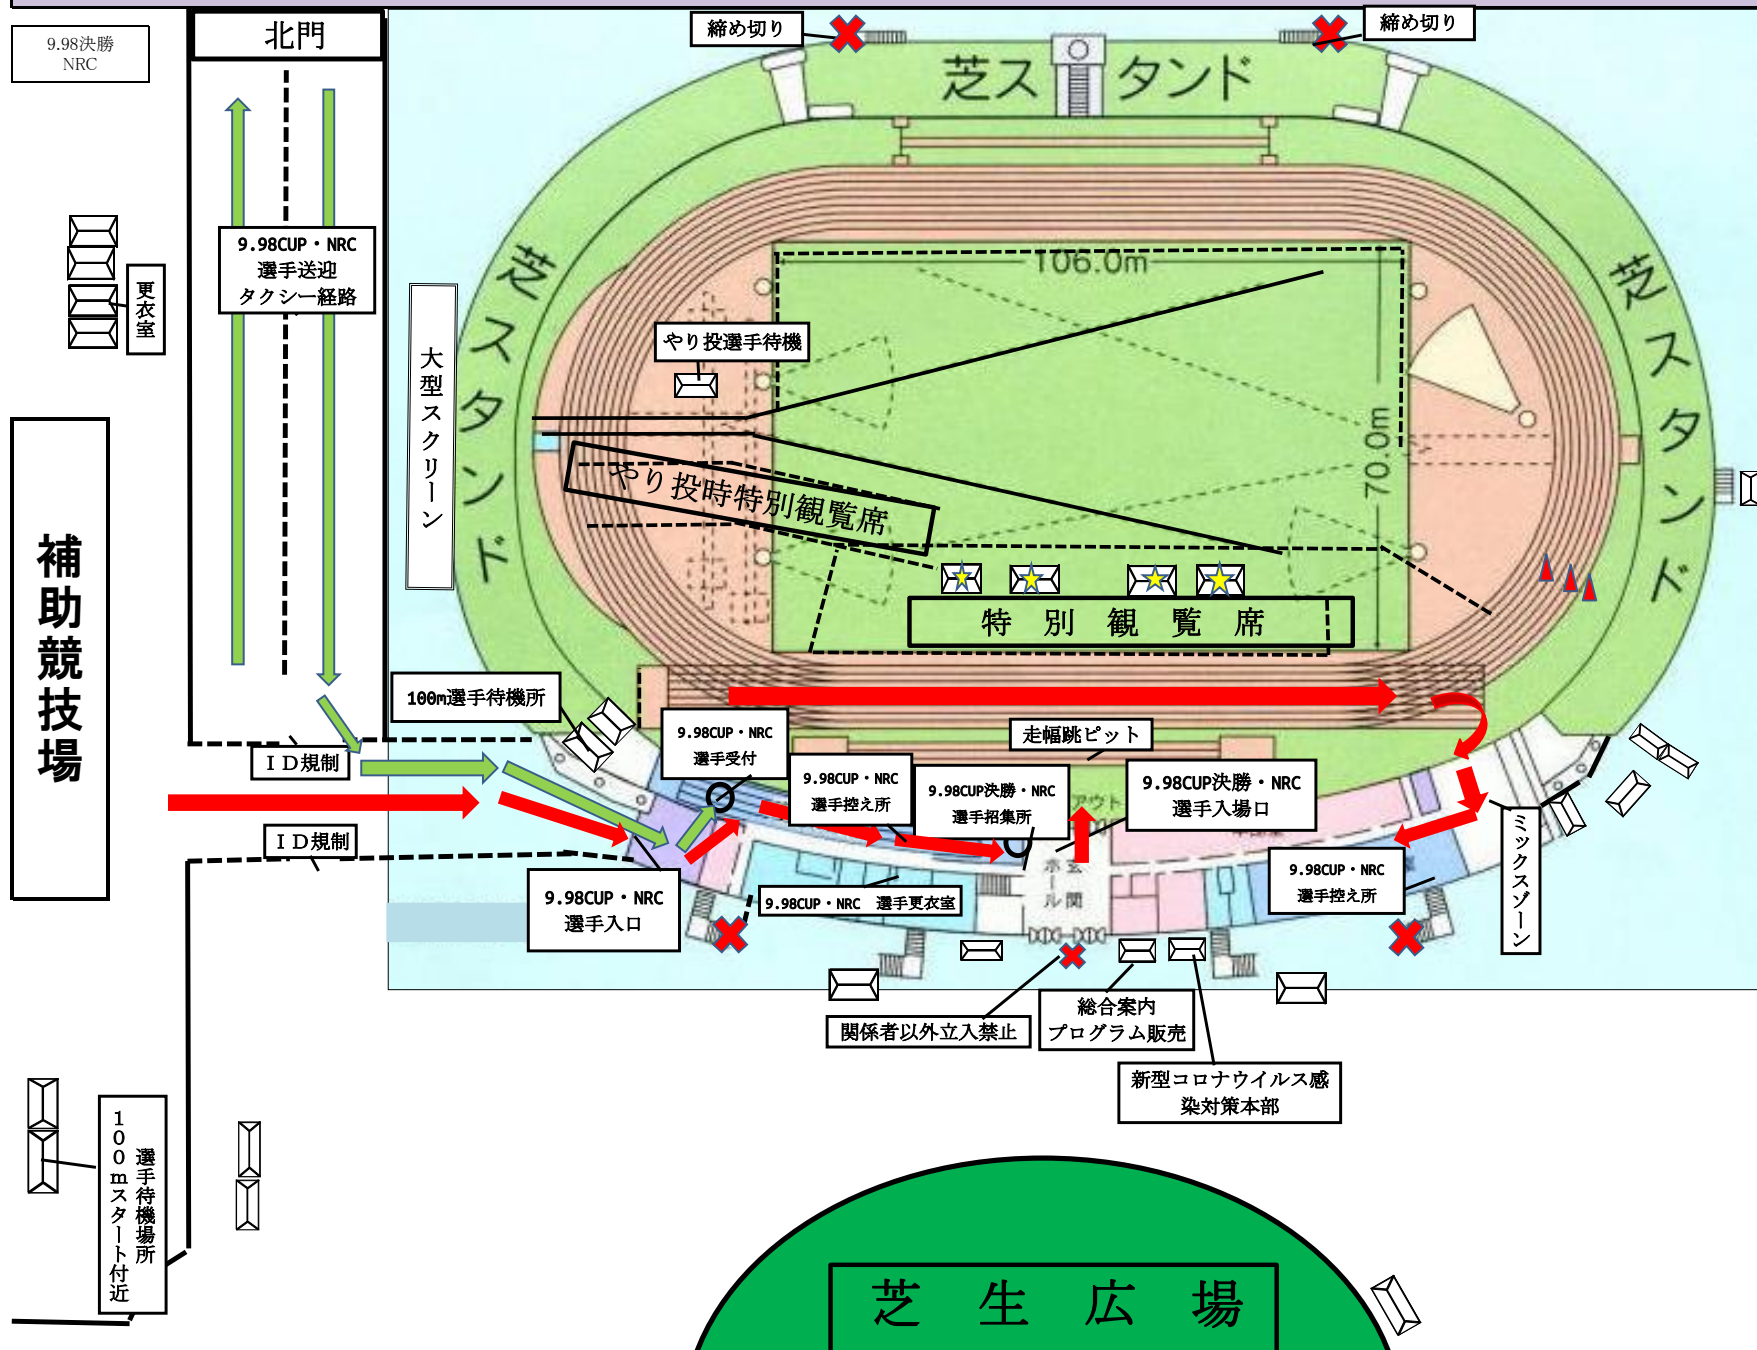 9.98決勝
NRC
北門
締め切り
締め切り
芝スタンド
9.98CUP・NRC
選手送迎
タクシー経路
更衣室
大型スクリーン
芝スタンド
芝スタンド
106.0m
70.0m
やり投選手待機
やり投時特別観覧席
特別観覧席
補助競技場
100m選手待機所
ＩＤ規制
ＩＤ規制
9.98CUP・NRC
選手受付
走幅跳ピット
9.98CUP・NRC
選手控え所
9.98CUP決勝・NRC
選手招集所
9.98CUP決勝・NRC
選手入場口
アウト
玄関
ホール
9.98CUP・NRC
選手入口
9.98CUP・NRC　選手更衣室
9.98CUP・NRC
選手控え所
ミックスゾーン
関係者以外立入禁止
総合案内
プログラム販売
新型コロナウイルス感
染対策本部
選手待機場所
100mスタート付近
芝生広場